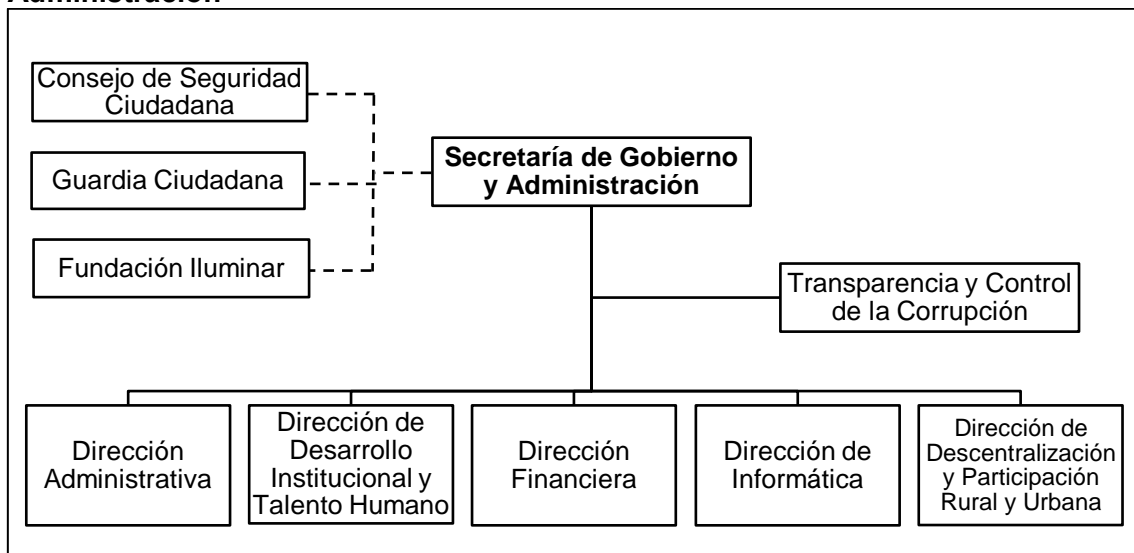 Administración
Consejo de Seguridad
Ciudadana
Guardia Ciudadana
Fundación Iluminar
Secretaría de Gobierno
y Administración
Transparencia y Control
de la Corrupción
Dirección
Administrativa
Dirección de
Desarrollo
Institucional y
Talento Humano
Dirección
Financiera
Dirección de
Informática
Dirección de
Descentralización
y Participación
Rural y Urbana